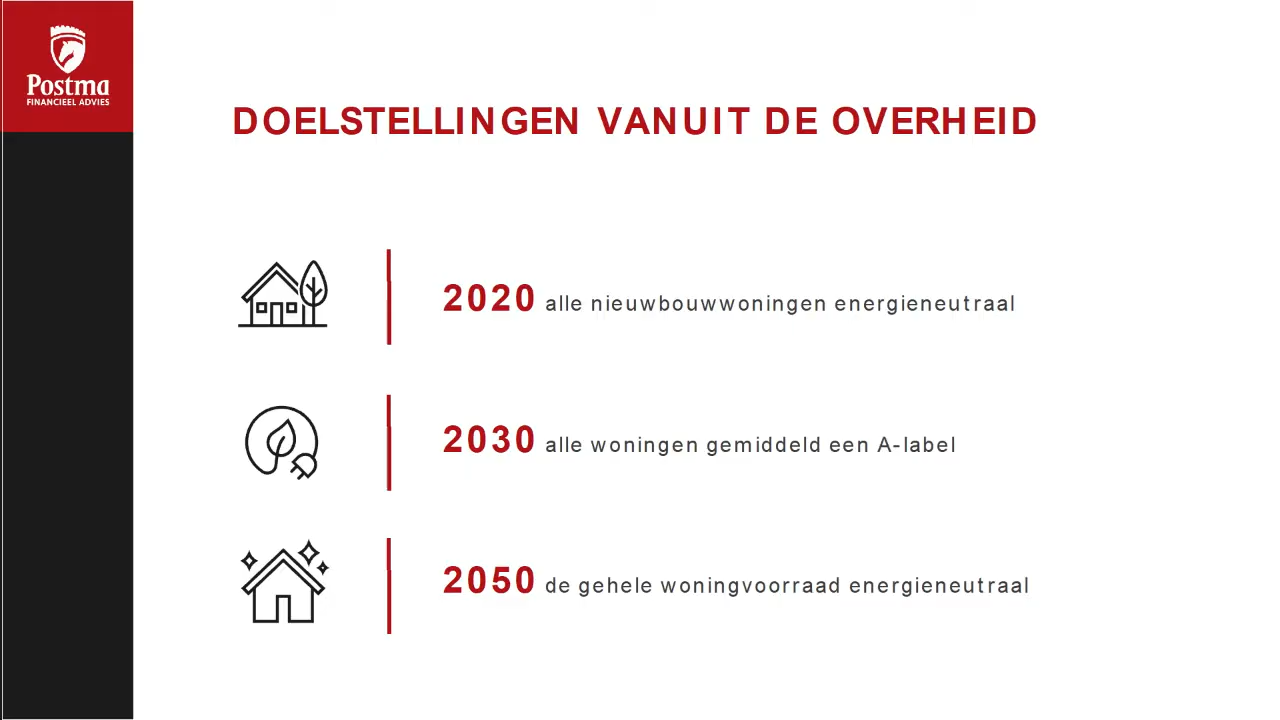 Postma
FINANCIEEL ADVIES
DOELSTELLINGEN VANUIT DE OVERHEID
2020 alle nieuwbouwwoningen energieneutraal
2030 alle woningen gemiddeld een A-label
2050 de gehele woningvoorraad energieneutraal